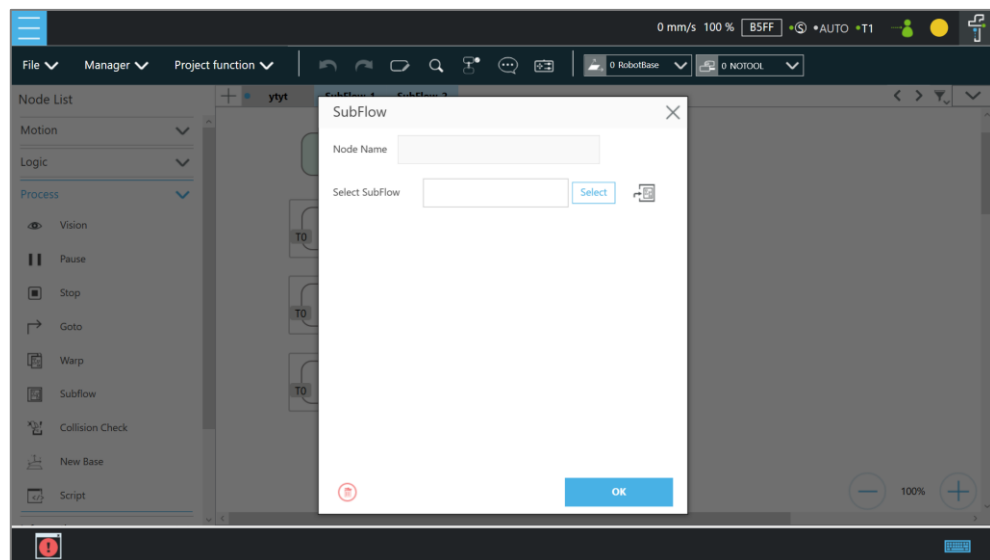 0 mm/s 100 % B5FF •Ⓢ •AUTO •T1
File Manager Project function 0 RobotBase 0 NOTOOL
Node List
ytyt SubFlow_1 SubFlow_2
Motion
Logic
Process
Vision
Pause
Stop
Goto
Warp
Subflow
Collision Check
New Base
Script
T0
T0
T0
SubFlow
Node Name
Select SubFlow Select
OK
100%